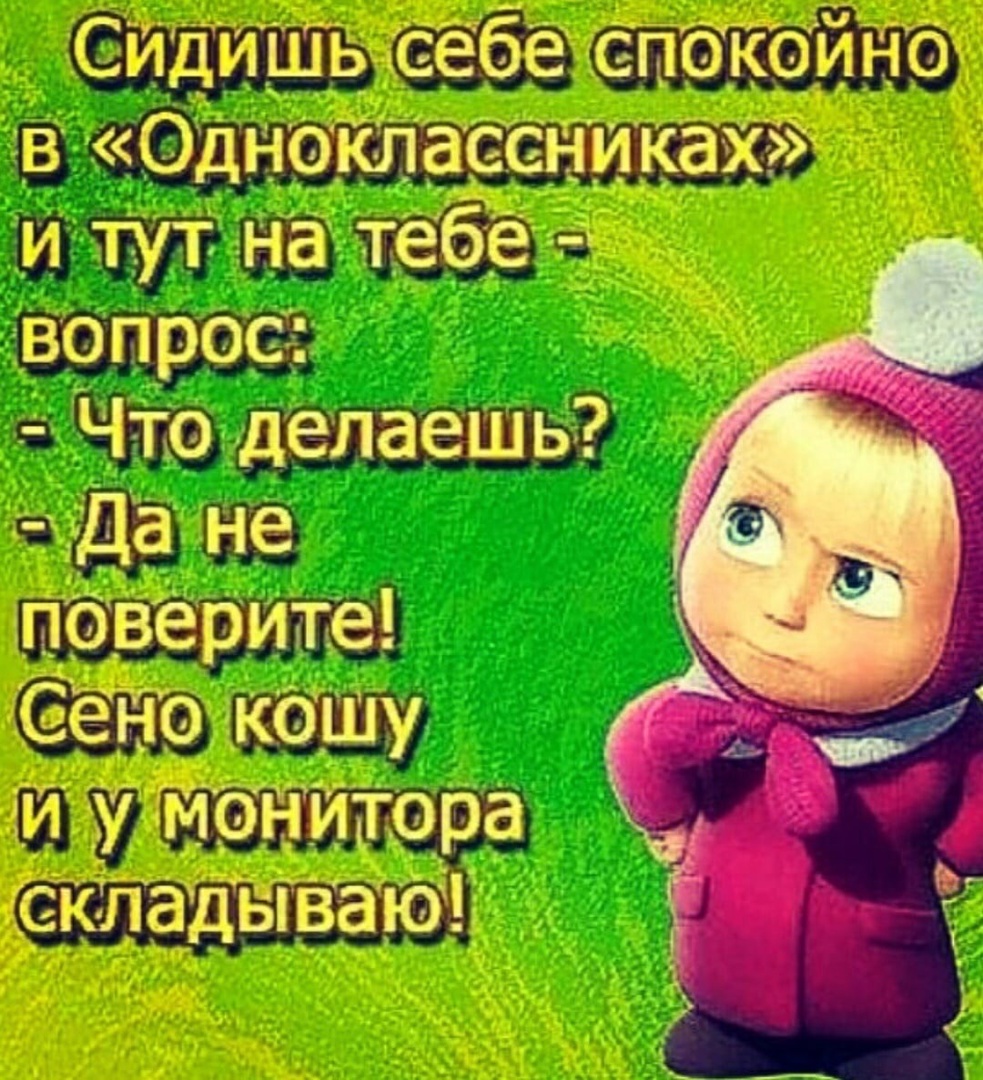 Сидишь себе спокойно
в «Одноклассниках»
и тут на тебе -
вопрос:
- Что делаешь?
- Да не
поверите!
Сено кошу
и у монитора
складываю!